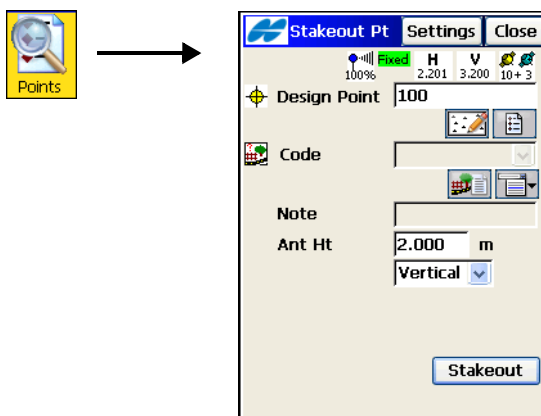 Points
Stakeout Pt Settings Close
Fixed H V
100% 2.201 3.200 10+ 3
Design Point 100
Code
Note
Ant Ht 2.000 m
Vertical
Stakeout